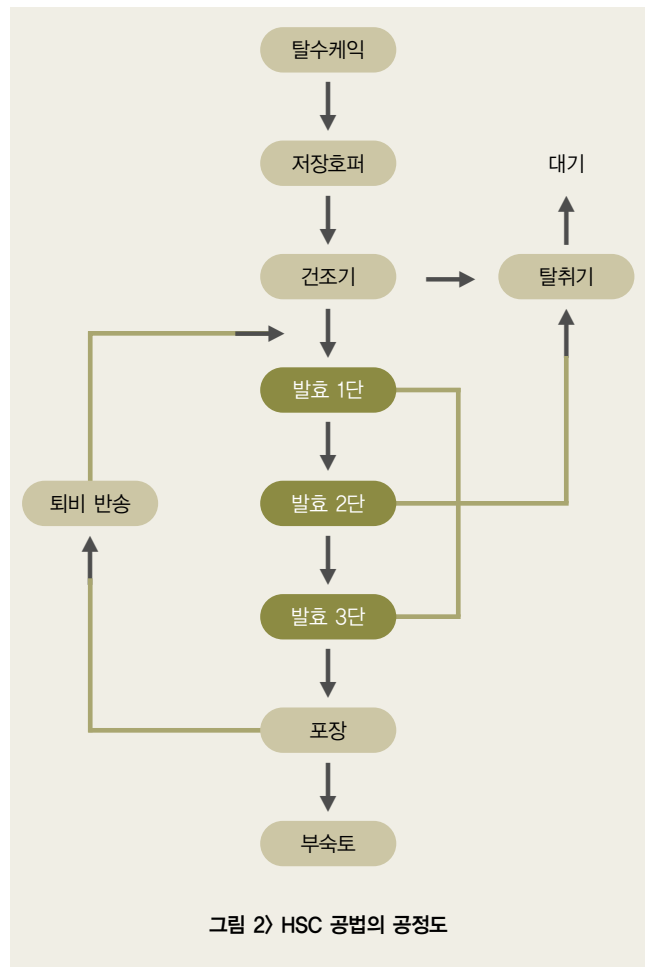 탈수케익
저장호퍼
대기
건조기
탈취기
발효 1단
퇴비 반송
발효 2단
발효 3단
포장
부숙토
그림 2〉 HSC 공법의 공정도